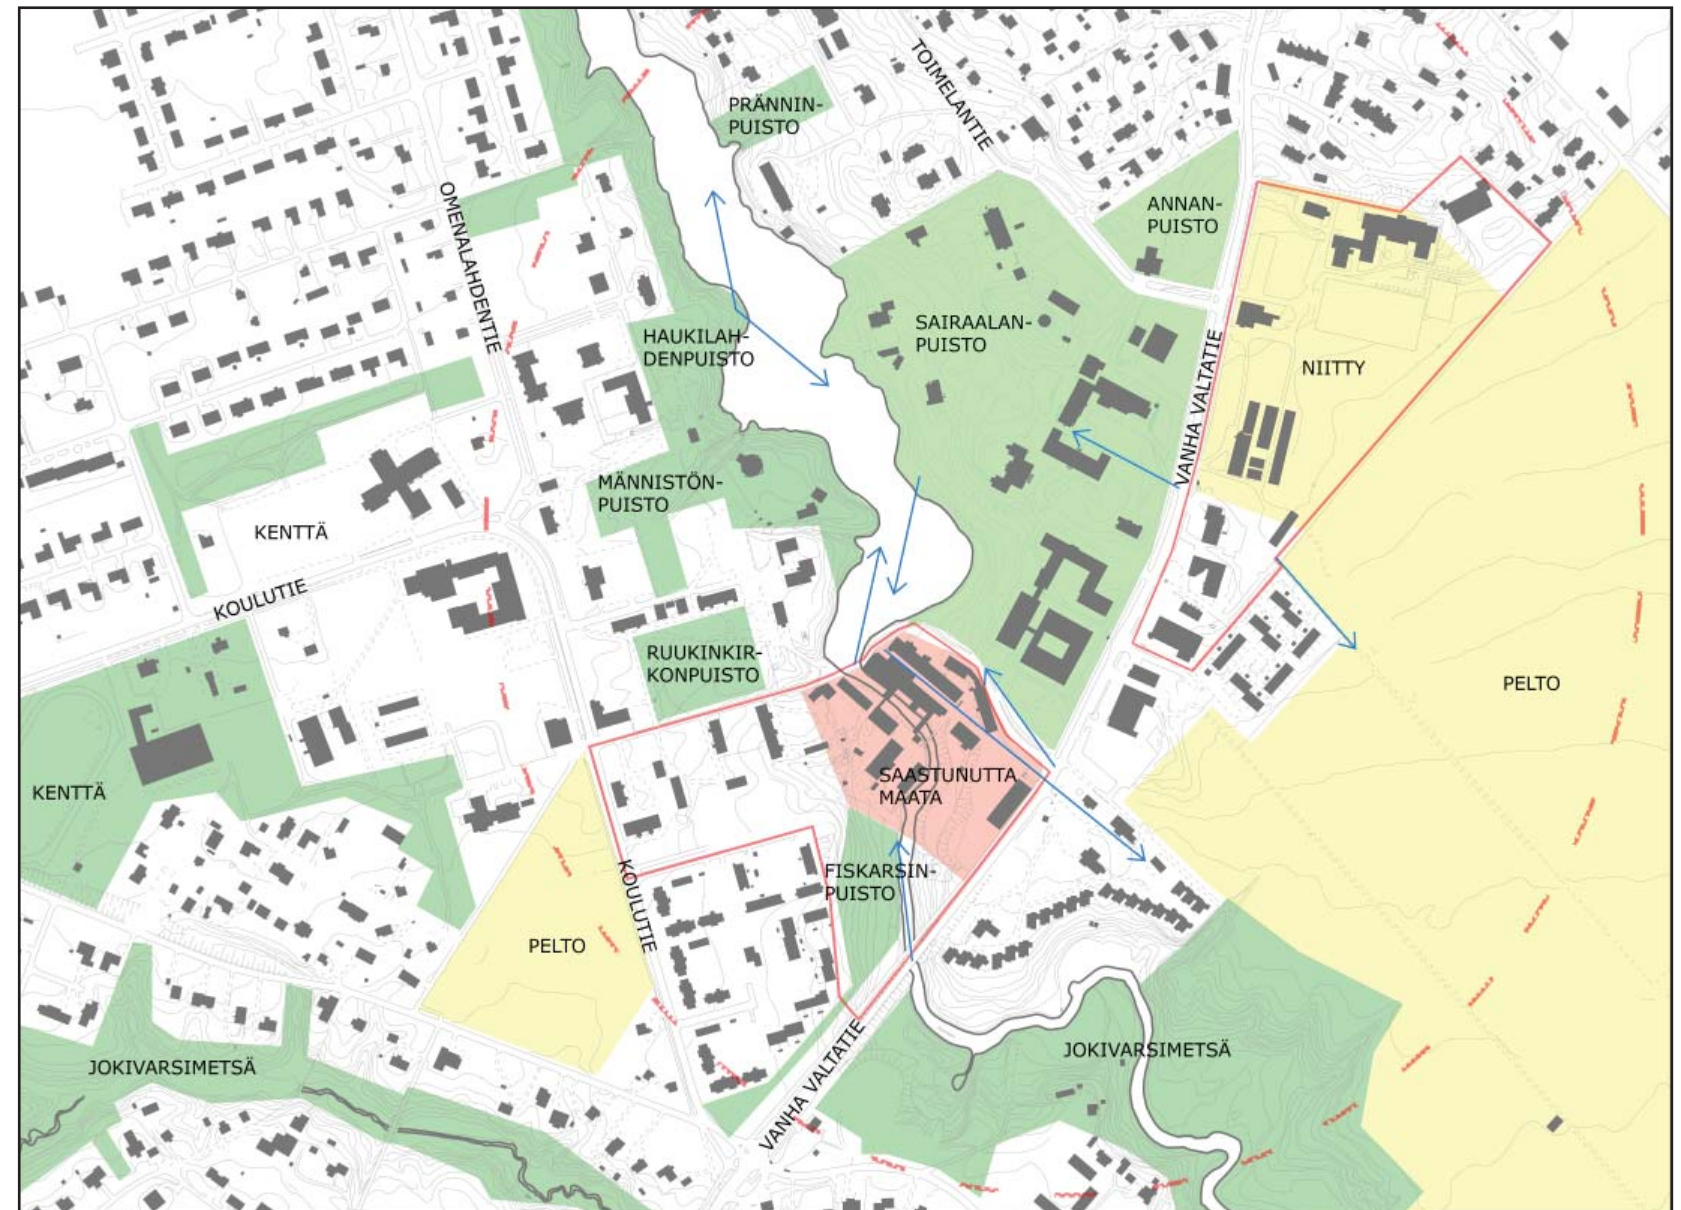 TOIMELANTIE
PRÄNNIN-
PUISTO
OMENALAHDENTIE
ANNAN-
PUISTO
SAIRAALAN-
PUISTO
HAUKILAH-
DENPUISTO
VANHA VALTATIE
NIITTY
MÄNNISTÖN-
PUISTO
KENTTÄ
KOULUTIE
RUUKINKIR-
KONPUISTO
PELTO
KENTTÄ
SAASTUNUTTA
MAATA
FISKARSIN-
PUISTO
KOULUTIE
PELTO
JOKIVARSIMETSÄ
JOKIVARSIMETSÄ
VANHA VALTATIE